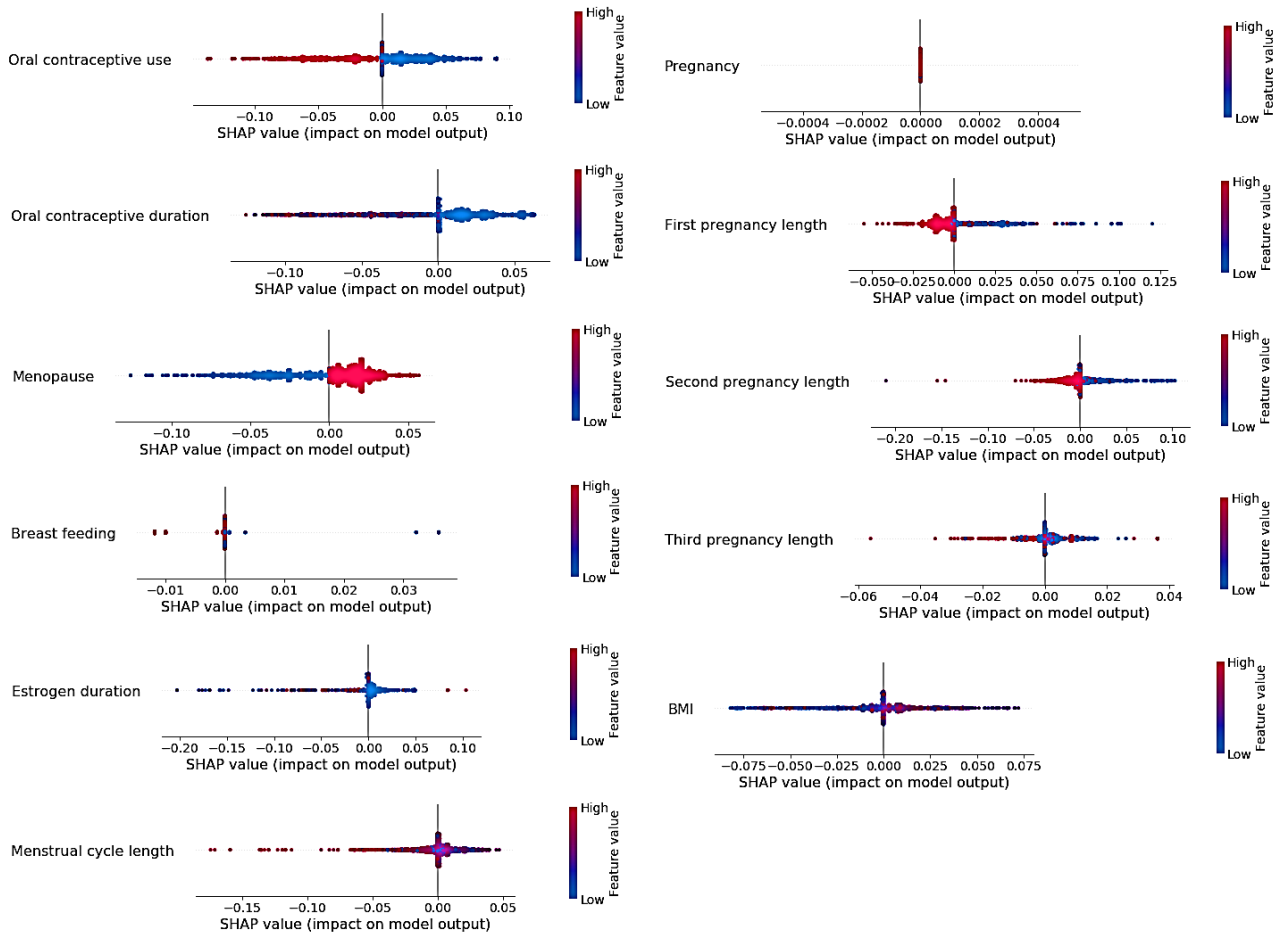 High
Oral contraceptive use
Feature value
Low
−0.10 −0.05 0.00 0.05 0.10
SHAP value (impact on model output)
High
Oral contraceptive duration
Feature value
Low
−0.10 −0.05 0.00 0.05
SHAP value (impact on model output)
High
Menopause
Feature value
Low
−0.10 −0.05 0.00 0.05
SHAP value (impact on model output)
High
Breast feeding
Feature value
Low
−0.01 0.00 0.01 0.02 0.03
SHAP value (impact on model output)
High
Estrogen duration
Feature value
Low
−0.20 −0.15 −0.10 −0.05 0.00 0.05 0.10
SHAP value (impact on model output)
High
Menstrual cycle length
Feature value
Low
−0.15 −0.10 −0.05 0.00 0.05
SHAP value (impact on model output)
High
Pregnancy
Feature value
Low
−0.0004 −0.0002 0.0000 0.0002 0.0004
SHAP value (impact on model output)
High
First pregnancy length
Feature value
Low
−0.050 −0.025 0.000 0.025 0.050 0.075 0.100 0.125
SHAP value (impact on model output)
High
Second pregnancy length
Feature value
Low
−0.20 −0.15 −0.10 −0.05 0.00 0.05 0.10
SHAP value (impact on model output)
High
Third pregnancy length
Feature value
Low
−0.06 −0.04 −0.02 0.00 0.02 0.04
SHAP value (impact on model output)
High
BMI
Feature value
Low
−0.075 −0.050 −0.025 0.000 0.025 0.050 0.075
SHAP value (impact on model output)